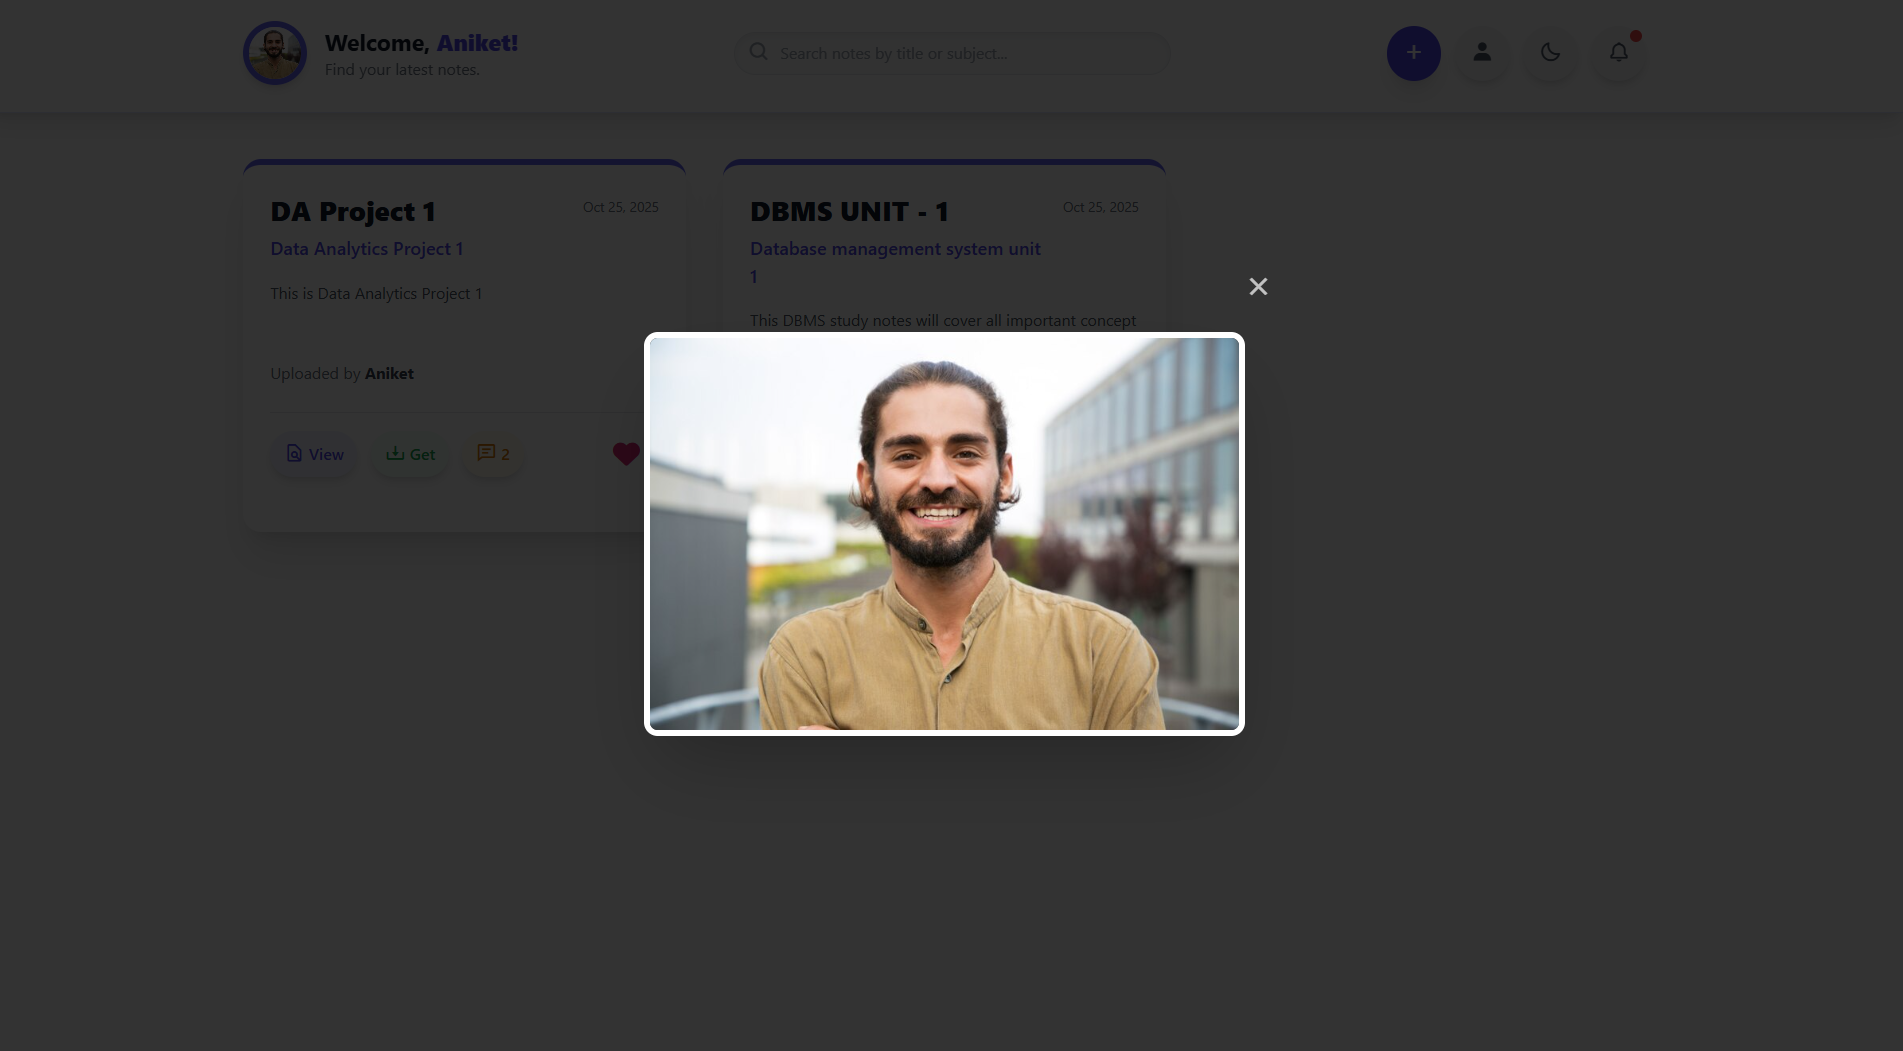 Welcome, Aniket!
Find your latest notes.
Search notes by title or subject...
DA Project 1
Oct 25, 2025
Data Analytics Project 1
This is Data Analytics Project 1
Uploaded by Aniket
View
Get
2
DBMS UNIT - 1
Oct 25, 2025
Database management system unit
1
This DBMS study notes will cover all important concept